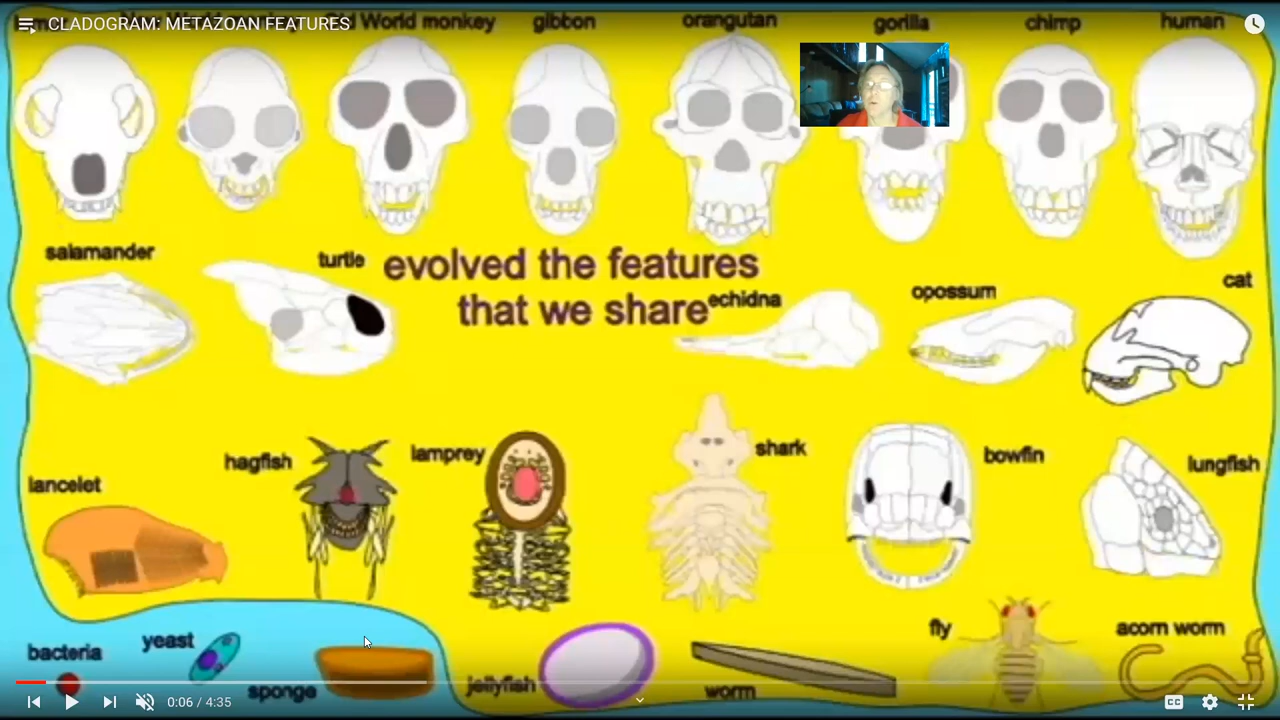 CLADOGRAM: METAZOAN FEATURES
World monkey
gibbon
orangutan
gorilla
chimp
human
salamander
turtle
evolved the features
that we share
echidna
opossum
cat
hagfish
lamprey
shark
bowfin
lungfish
lancelet
fly
acorn worm
bacteria
yeast
sponge
jellyfish
worm
0:06 / 4:35
CC